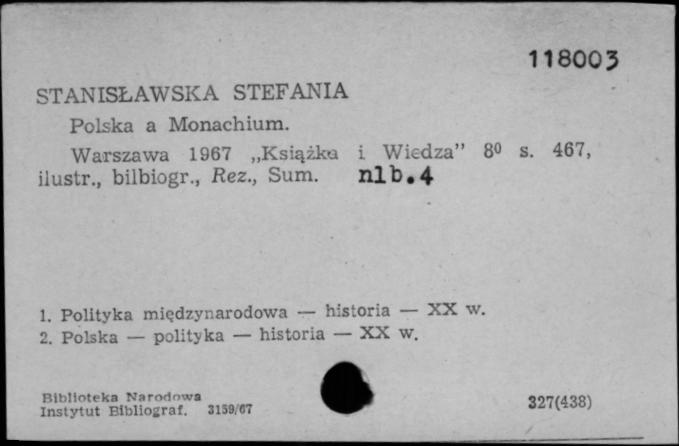 118003
STANISŁAWSKA STEFANIA
Polska a Monachium.
Warszawa 1967 „Książka i Wiedza” 8⁰ s. 467,
ilustr., bilbiogr., Rez., Sum. nlb.4
1. Polityka międzynarodowa — historia — XX w.
2. Polska — polityka — historia — XX w.
Biblioteka Narodowa
Instytut Bibliograf. 3159/67 327(438)